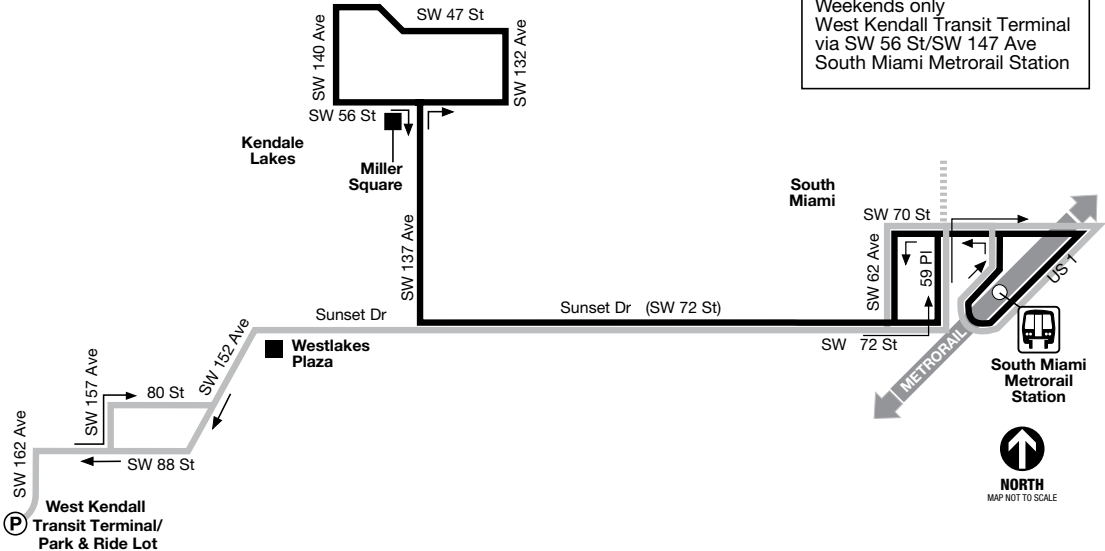 Weekends only
West Kendall Transit Terminal
via SW 56 St/SW 147 Ave
South Miami Metrorail Station
SW 47 St
SW 140 Ave
SW 132 Ave
SW 56 St
Kendale
Lakes
Miller
Square
SW 137 Ave
South
Miami
SW 70 St
SW 62 Ave
59 Pl
US 1
Sunset Dr
Sunset Dr (SW 72 St)
SW 72 St
METRORAIL
South Miami
Metrorail
Station
SW 152 Ave
Westlakes
Plaza
SW 157 Ave
80 St
SW 162 Ave
SW 88 St
P
West Kendall
Transit Terminal/
Park & Ride Lot
NORTH
MAP NOT TO SCALE